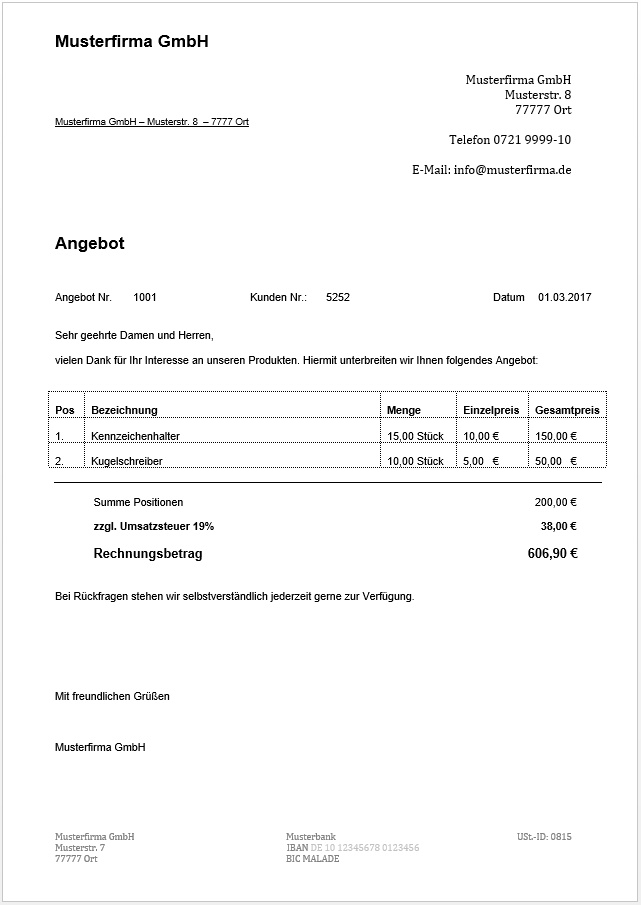 Musterfirma GmbH
Musterfirma GmbH
Musterstr. 8
77777 Ort
Musterfirma GmbH – Musterstr. 8 – 7777 Ort
Telefon 0721 9999-10
E-Mail: info@musterfirma.de
Angebot
Angebot Nr. 1001 Kunden Nr.: 5252 Datum 01.03.2017
Sehr geehrte Damen und Herren,
vielen Dank für Ihr Interesse an unseren Produkten. Hiermit unterbreiten wir Ihnen folgendes Angebot:
Pos Bezeichnung Menge Einzelpreis Gesamtpreis
1. Kennzeichenhalter 15,00 Stück 10,00 € 150,00 €
2. Kugelschreiber 10,00 Stück 5,00 € 50,00 €
Summe Positionen 200,00 €
zzgl. Umsatzsteuer 19% 38,00 €
Rechnungsbetrag 606,90 €
Bei Rückfragen stehen wir selbstverständlich jederzeit gerne zur Verfügung.
Mit freundlichen Grüßen
Musterfirma GmbH
Musterfirma GmbH Musterbank USt.-ID: 0815
Musterstr. 7 IBAN DE 10 12345678 0123456
77777 Ort BIC MALADE